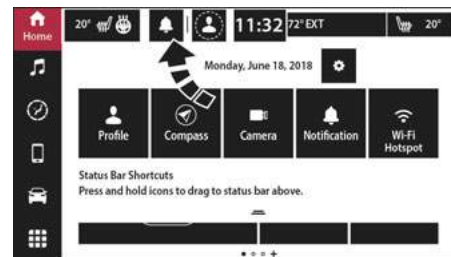 Home
20°
11:32
72° EXT
20°
Monday, June 18, 2018
Profile
Compass
Camera
Notification
Wi-Fi
Hotspot
Status Bar Shortcuts
Press and hold icons to drag to status bar above.